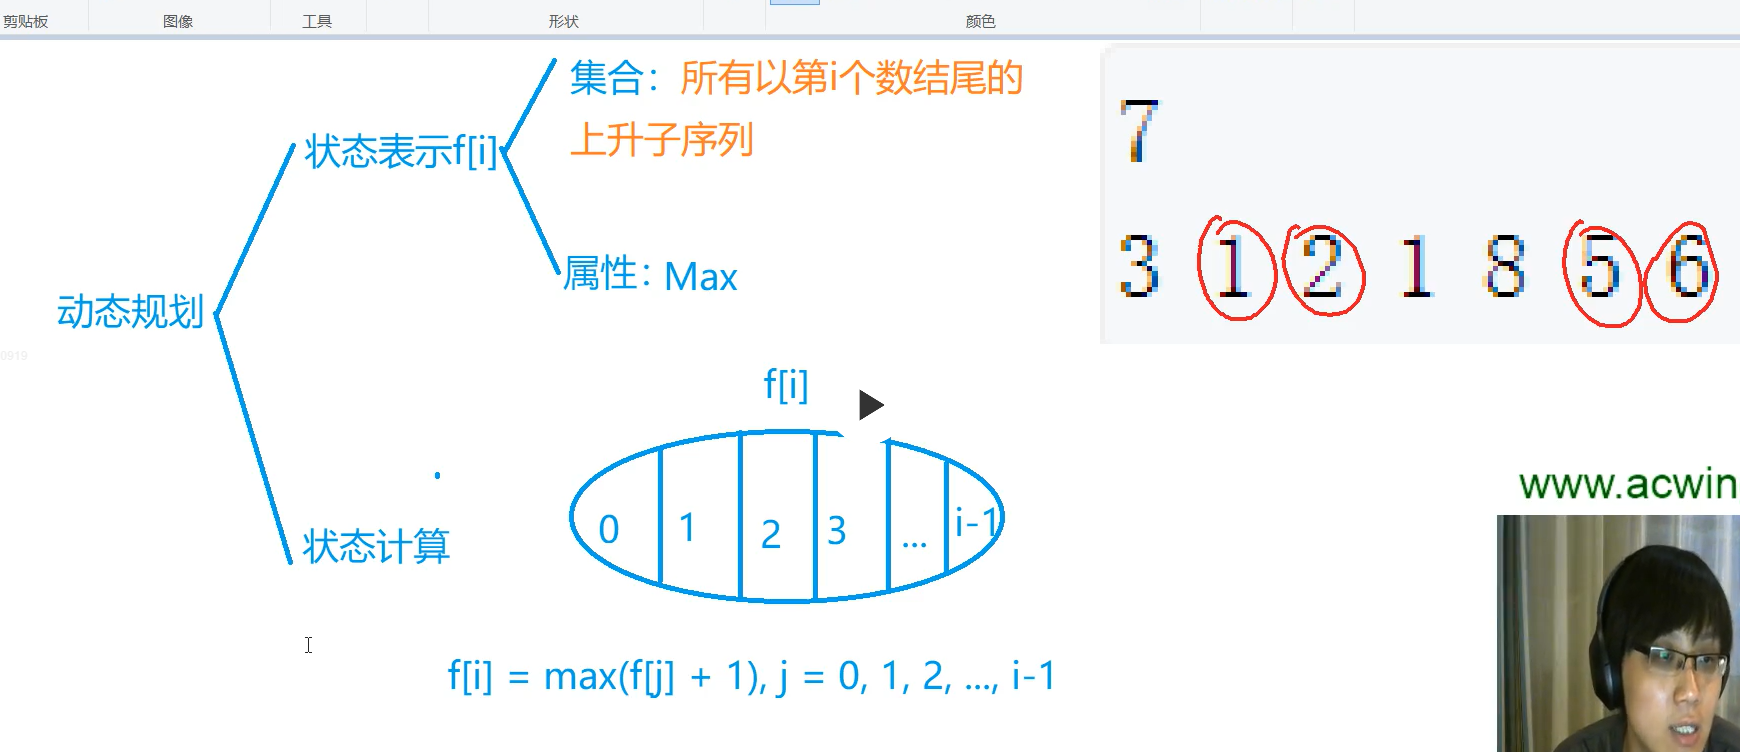 剪贴板
图像
工具
形状
颜色
集合：所有以第i个数结尾的
上升子序列
状态表示f[i]
属性：Max
动态规划
7
3 1 2 1 8 5 6
0919
f[i]
0 1 2 3 ... i-1
状态计算
f[i] = max(f[j] + 1), j = 0, 1, 2, ..., i-1
www.acwin